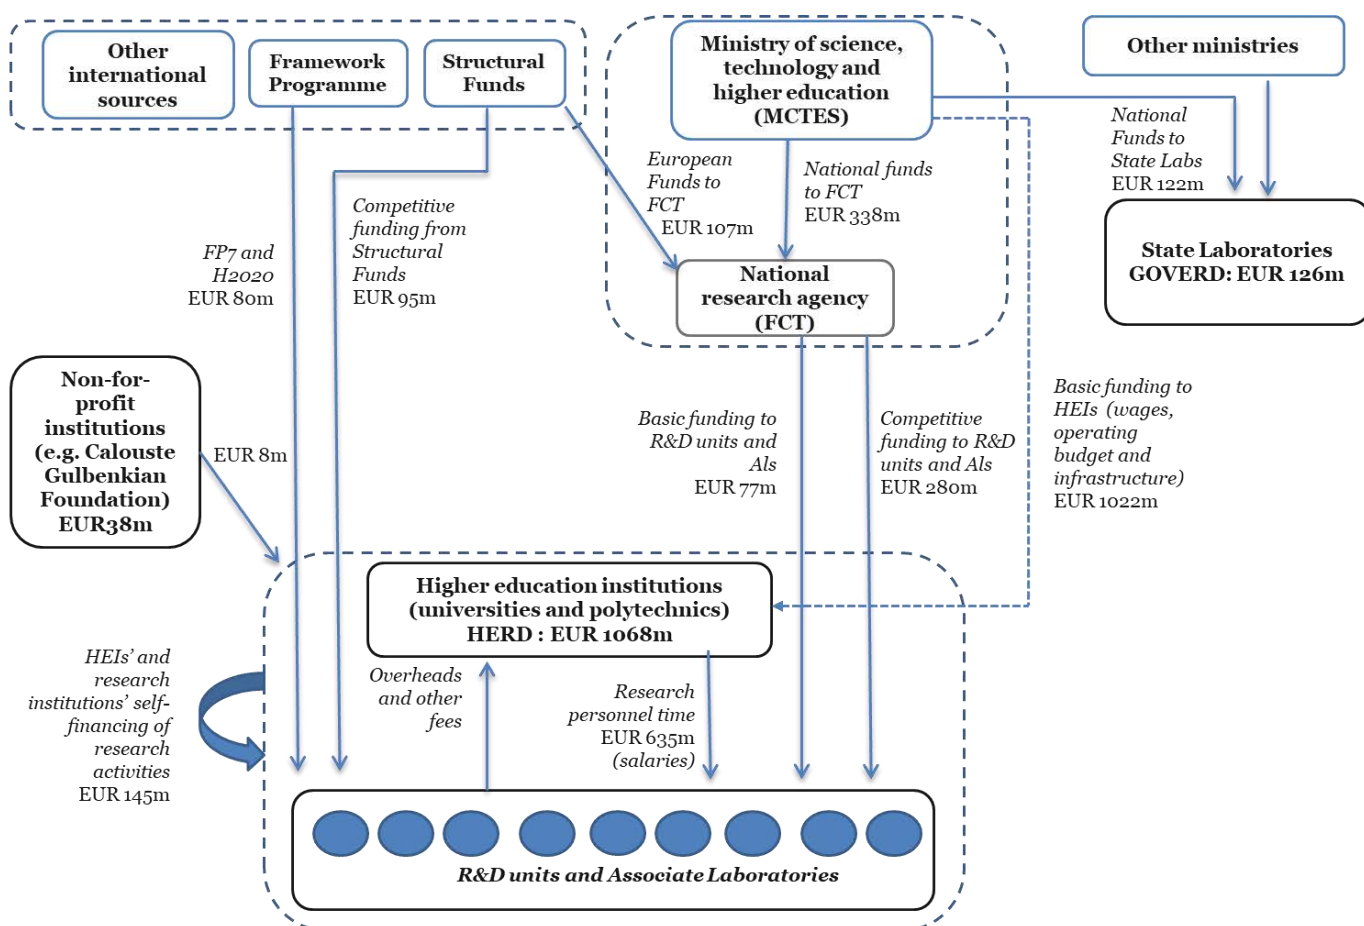 Other
international
sources
Framework
Programme
Structural
Funds
Ministry of science,
technology and
higher education
(MCTES)
Other ministries
National
Funds to
State Labs
EUR 122m
European
Funds to
FCT
EUR 107m
National funds
to FCT
EUR 338m
Competitive
funding from
Structural
Funds
EUR 95m
FP7 and
H2020
EUR 80m
State Laboratories
GOVERD: EUR 126m
National
research agency
(FCT)
Non-for-
profit
institutions
(e.g. Calouste
Gulbenkian
Foundation)
EUR38m
EUR 8m
Basic funding to
R&D units and
Als
EUR 77m
Competitive
funding to R&D
units and Als
EUR 280m
Basic funding to
HEIs (wages,
operating
budget and
infrastructure)
EUR 1022m
Higher education institutions
(universities and polytechnics)
HERD : EUR 1068m
HEIs' and
research
institutions' self-
financing of
research
activities
EUR 145m
Overheads
and other
fees
Research
personnel time
EUR 635m
(salaries)
R&D units and Associate Laboratories